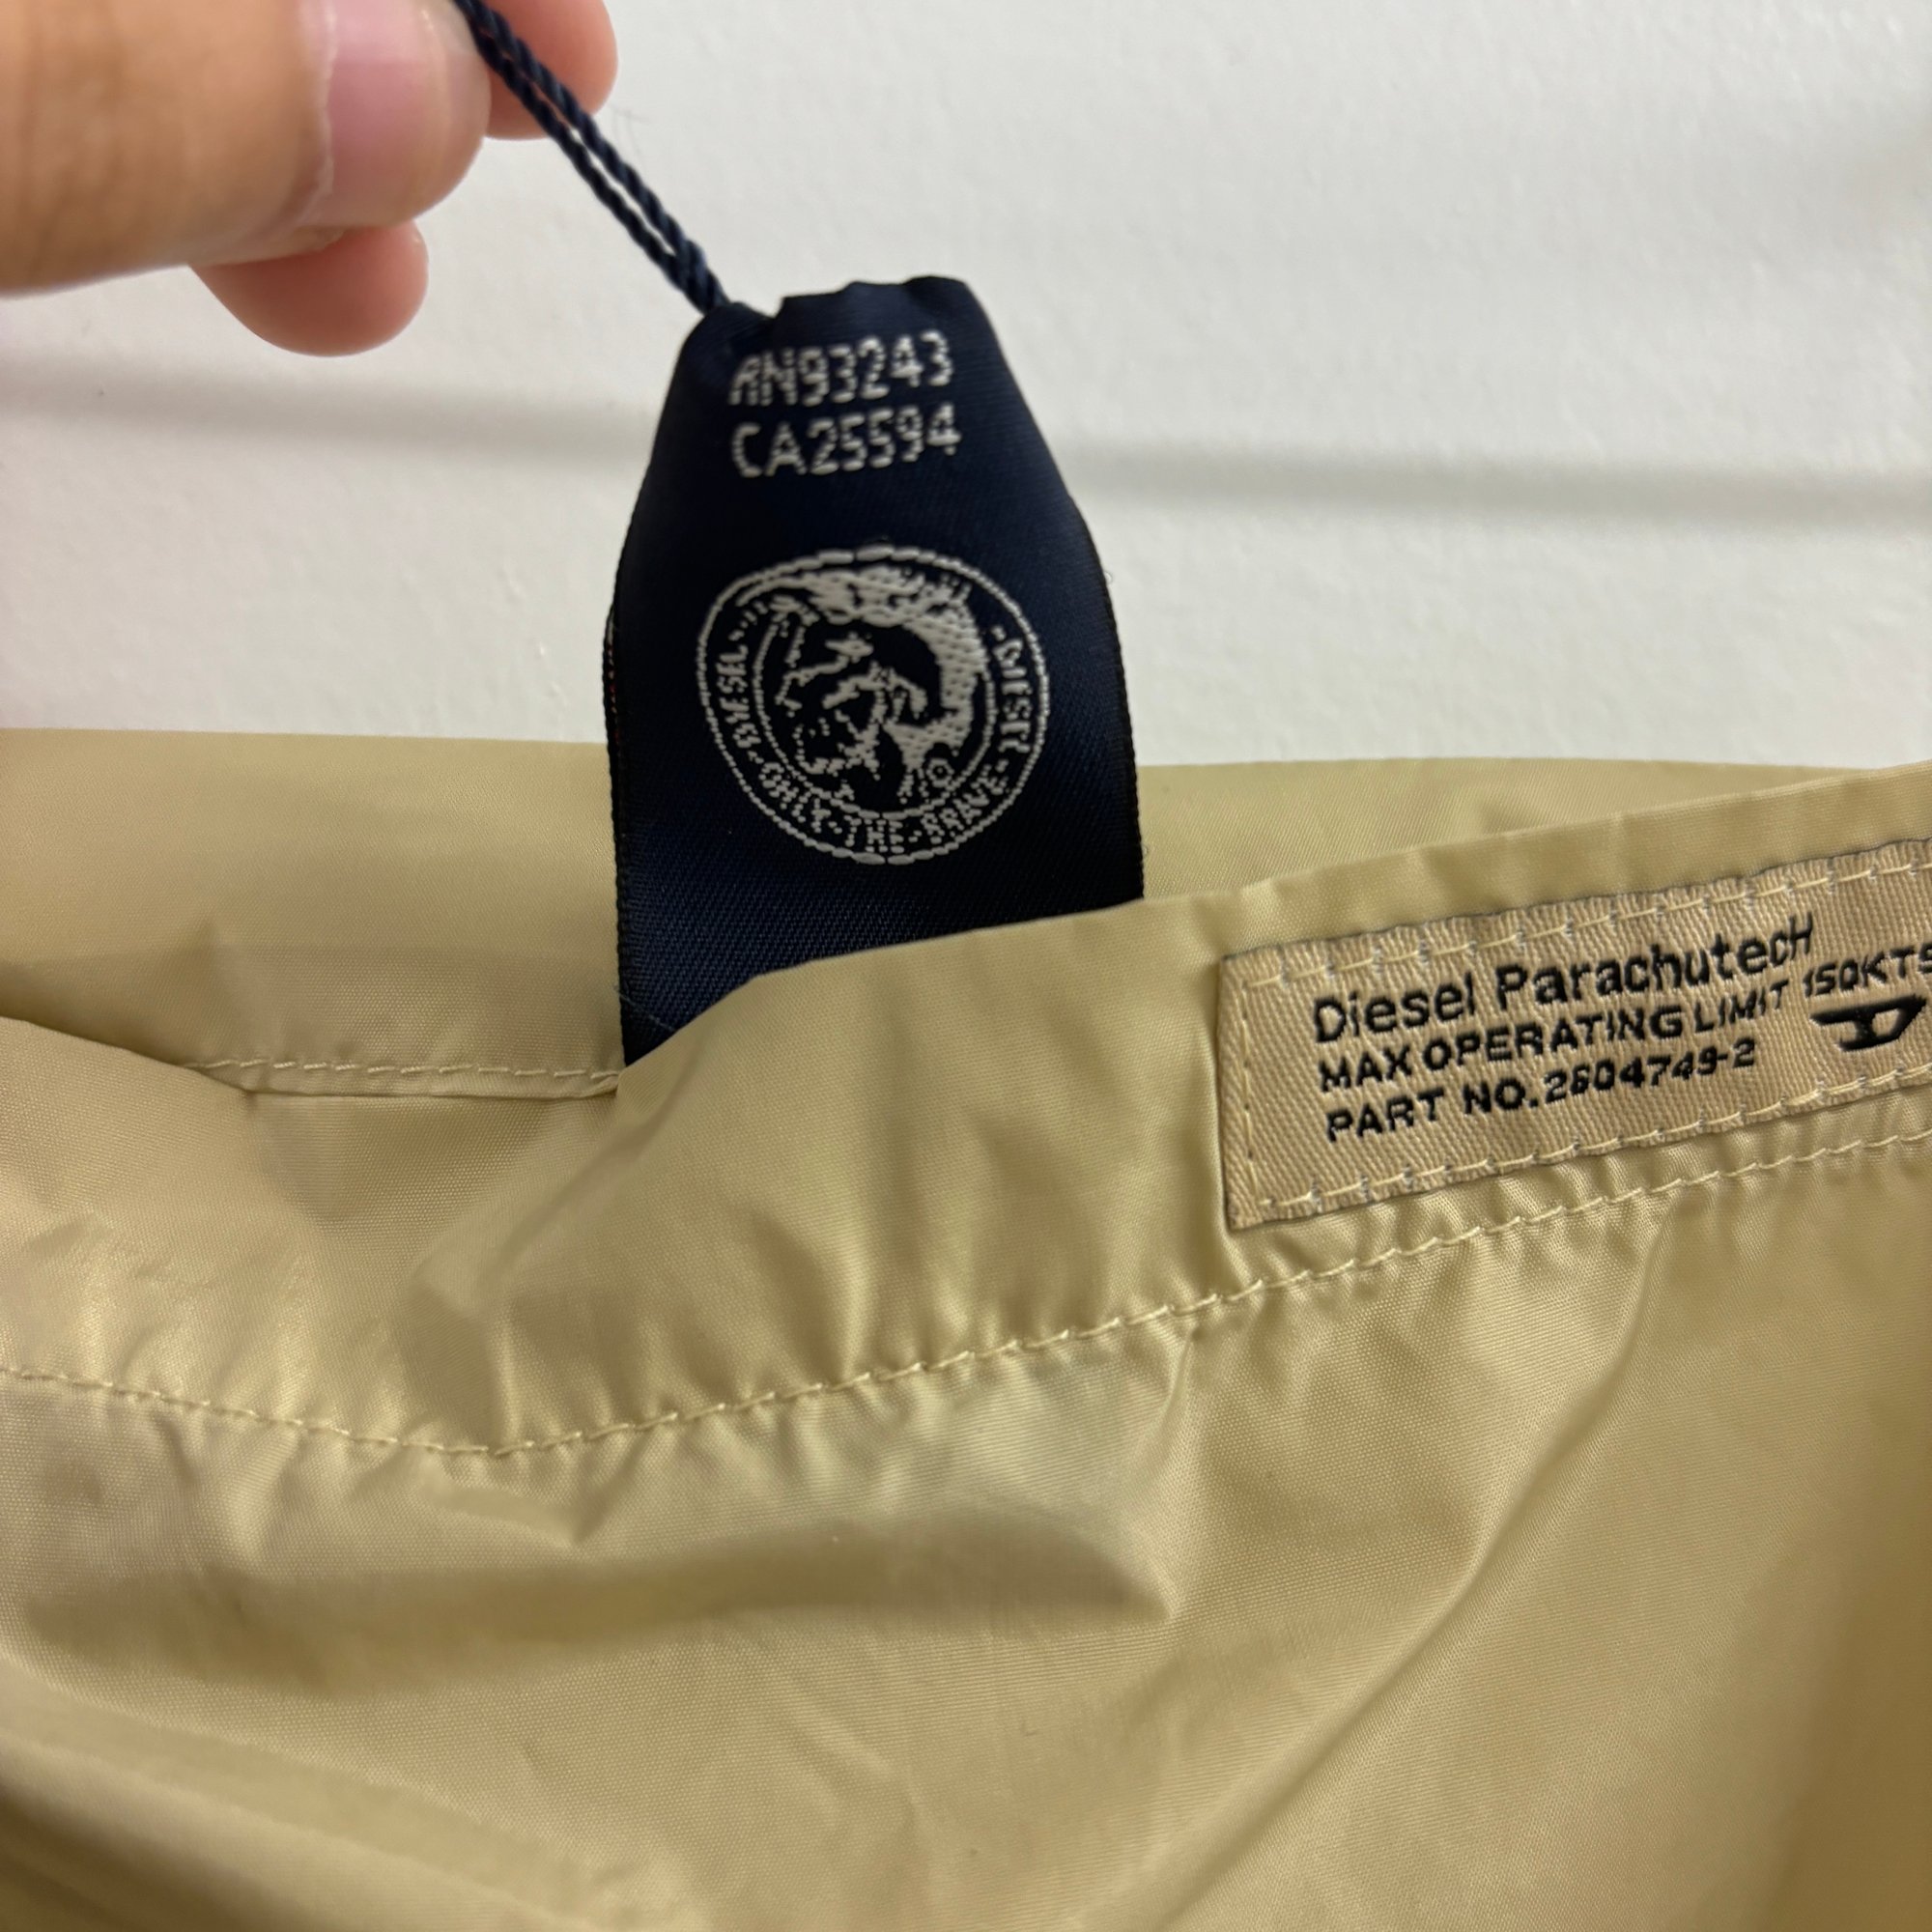 RN93243
CA25594
DIESEL · ONLY · THE · BRAVE · DIESEL
Diesel ParachutecH
MAX OPERATING LIMIT 150KTS
PART NO.2604749-2
D